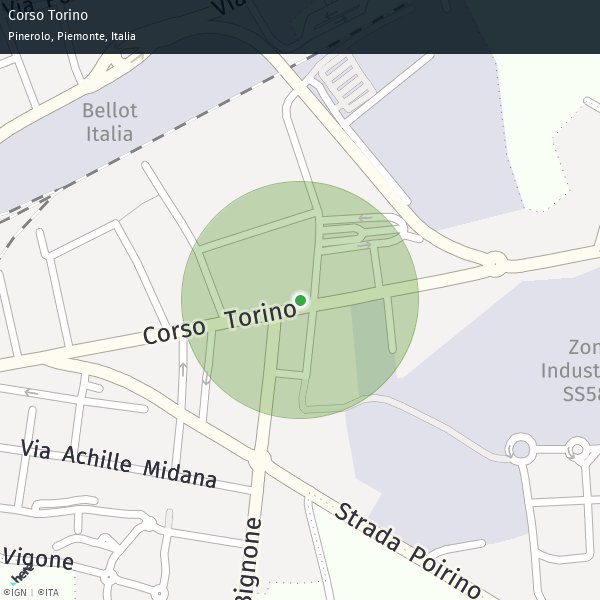 Corso Torino
Pinerolo, Piemonte, Italia
Via
Bellot
Italia
Corso Torino
Zon
Indust
SS58
Via Achille Midana
Strada Poirino
Bignone
Vigone
here
©IGN | ©ITA